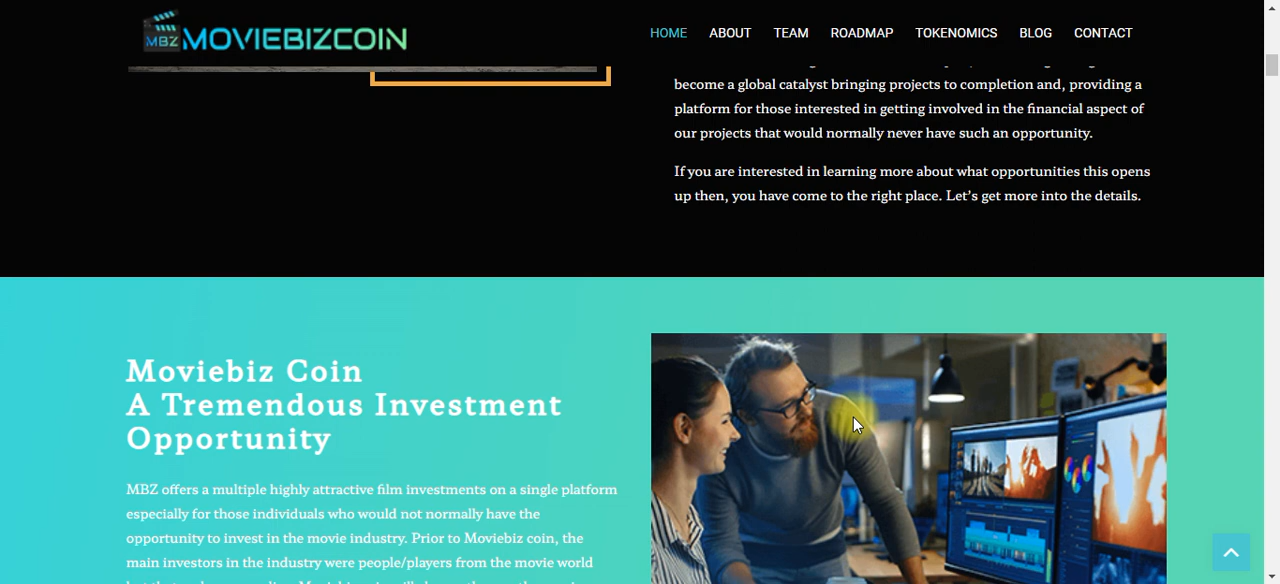 MBZ MOVIEBIZCOIN
HOME ABOUT TEAM ROADMAP TOKENOMICS BLOG CONTACT
become a global catalyst bringing projects to completion and, providing a
platform for those interested in getting involved in the financial aspect of
our projects that would normally never have such an opportunity.
If you are interested in learning more about what opportunities this opens
up then, you have come to the right place. Let's get more into the details.
Moviebiz Coin
A Tremendous Investment
Opportunity
MBZ offers a multiple highly attractive film investments on a single platform
especially for those individuals who would not normally have the
opportunity to invest in the movie industry. Prior to Moviebiz coin, the
main investors in the industry were people/players from the movie world